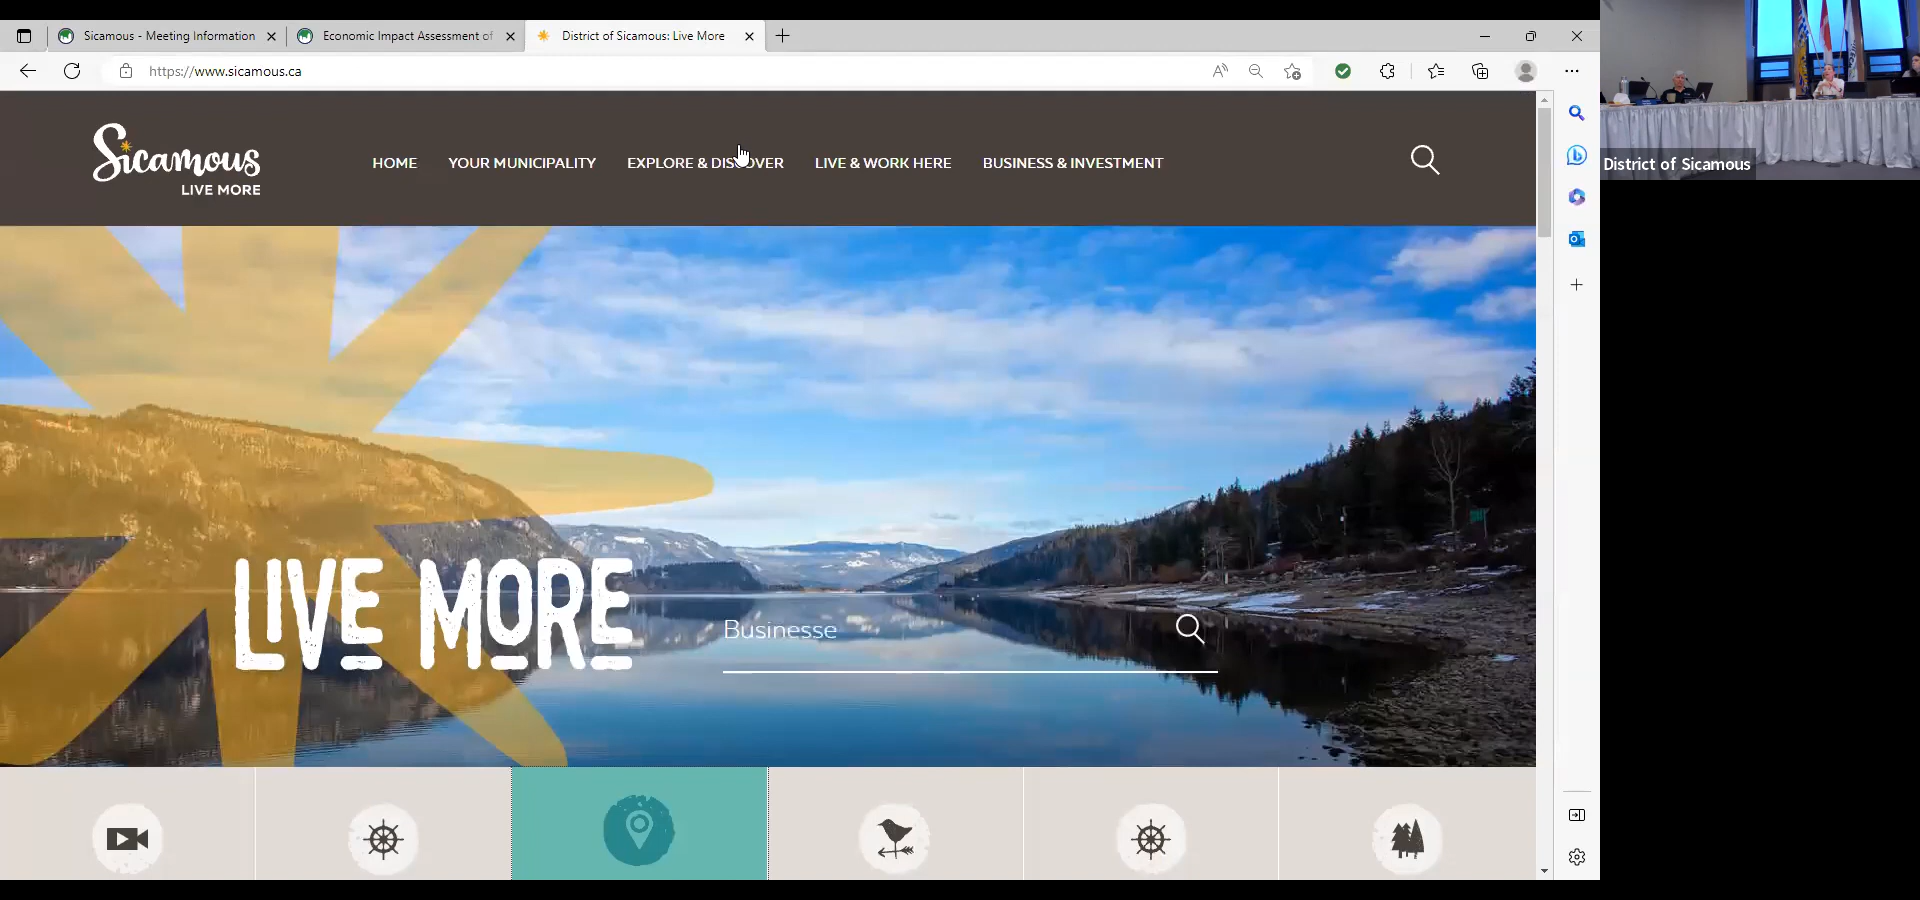 Sicamous - Meeting Information
Economic Impact Assessment of
District of Sicamous: Live More
https://www.sicamous.ca
Sicamous
LIVE MORE
HOME
YOUR MUNICIPALITY
EXPLORE & DISCOVER
LIVE & WORK HERE
BUSINESS & INVESTMENT
District of Sicamous
LIVE MORE
Businesse